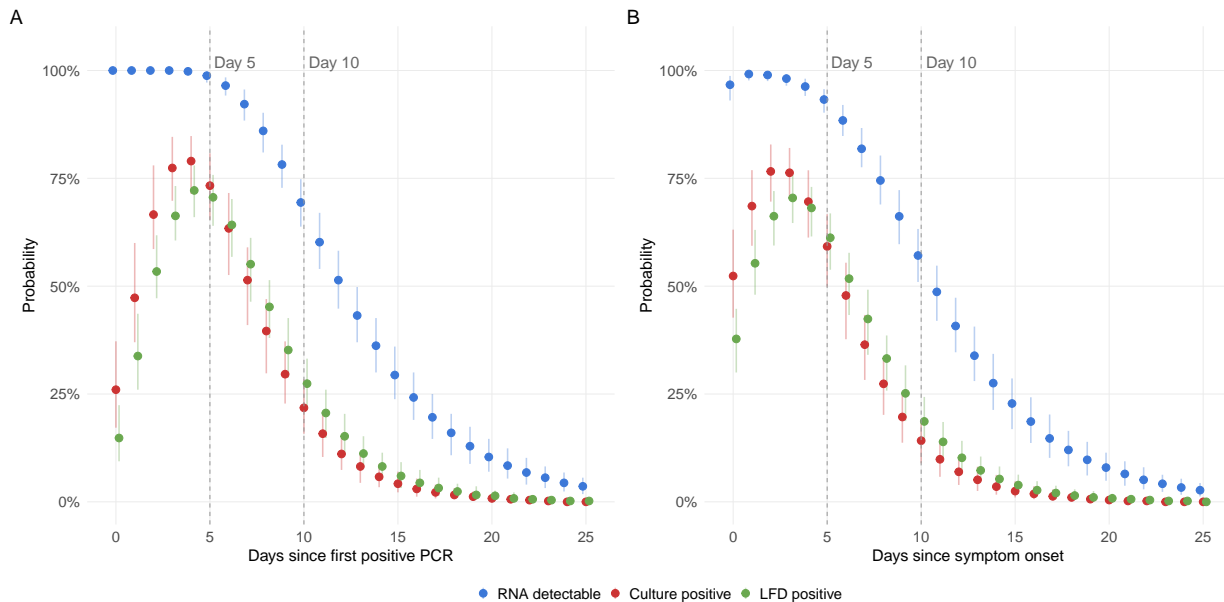 A
B
Day 5
Day 10
Day 5
Day 10
100%
75%
50%
25%
0%
Probability
100%
75%
50%
25%
0%
Probability
0 5 10 15 20 25
0 5 10 15 20 25
Days since first positive PCR
Days since symptom onset
RNA detectable Culture positive LFD positive